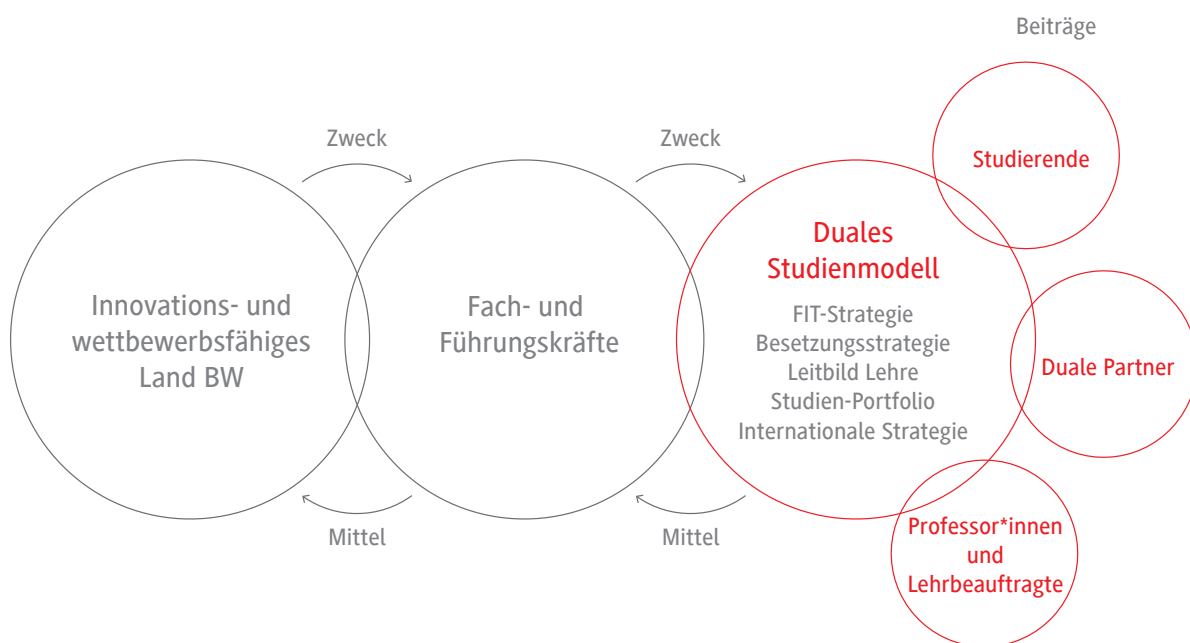 Beiträge
Zweck
Zweck
Studierende
Duales
Studienmodell
Innovations- und
wettbewerbsfähiges
Land BW
Fach- und
Führungskräfte
FIT-Strategie
Besetzungsstrategie
Leitbild Lehre
Studien-Portfolio
Internationale Strategie
Duale Partner
Mittel
Mittel
Professor*innen
und
Lehrbeauftragte